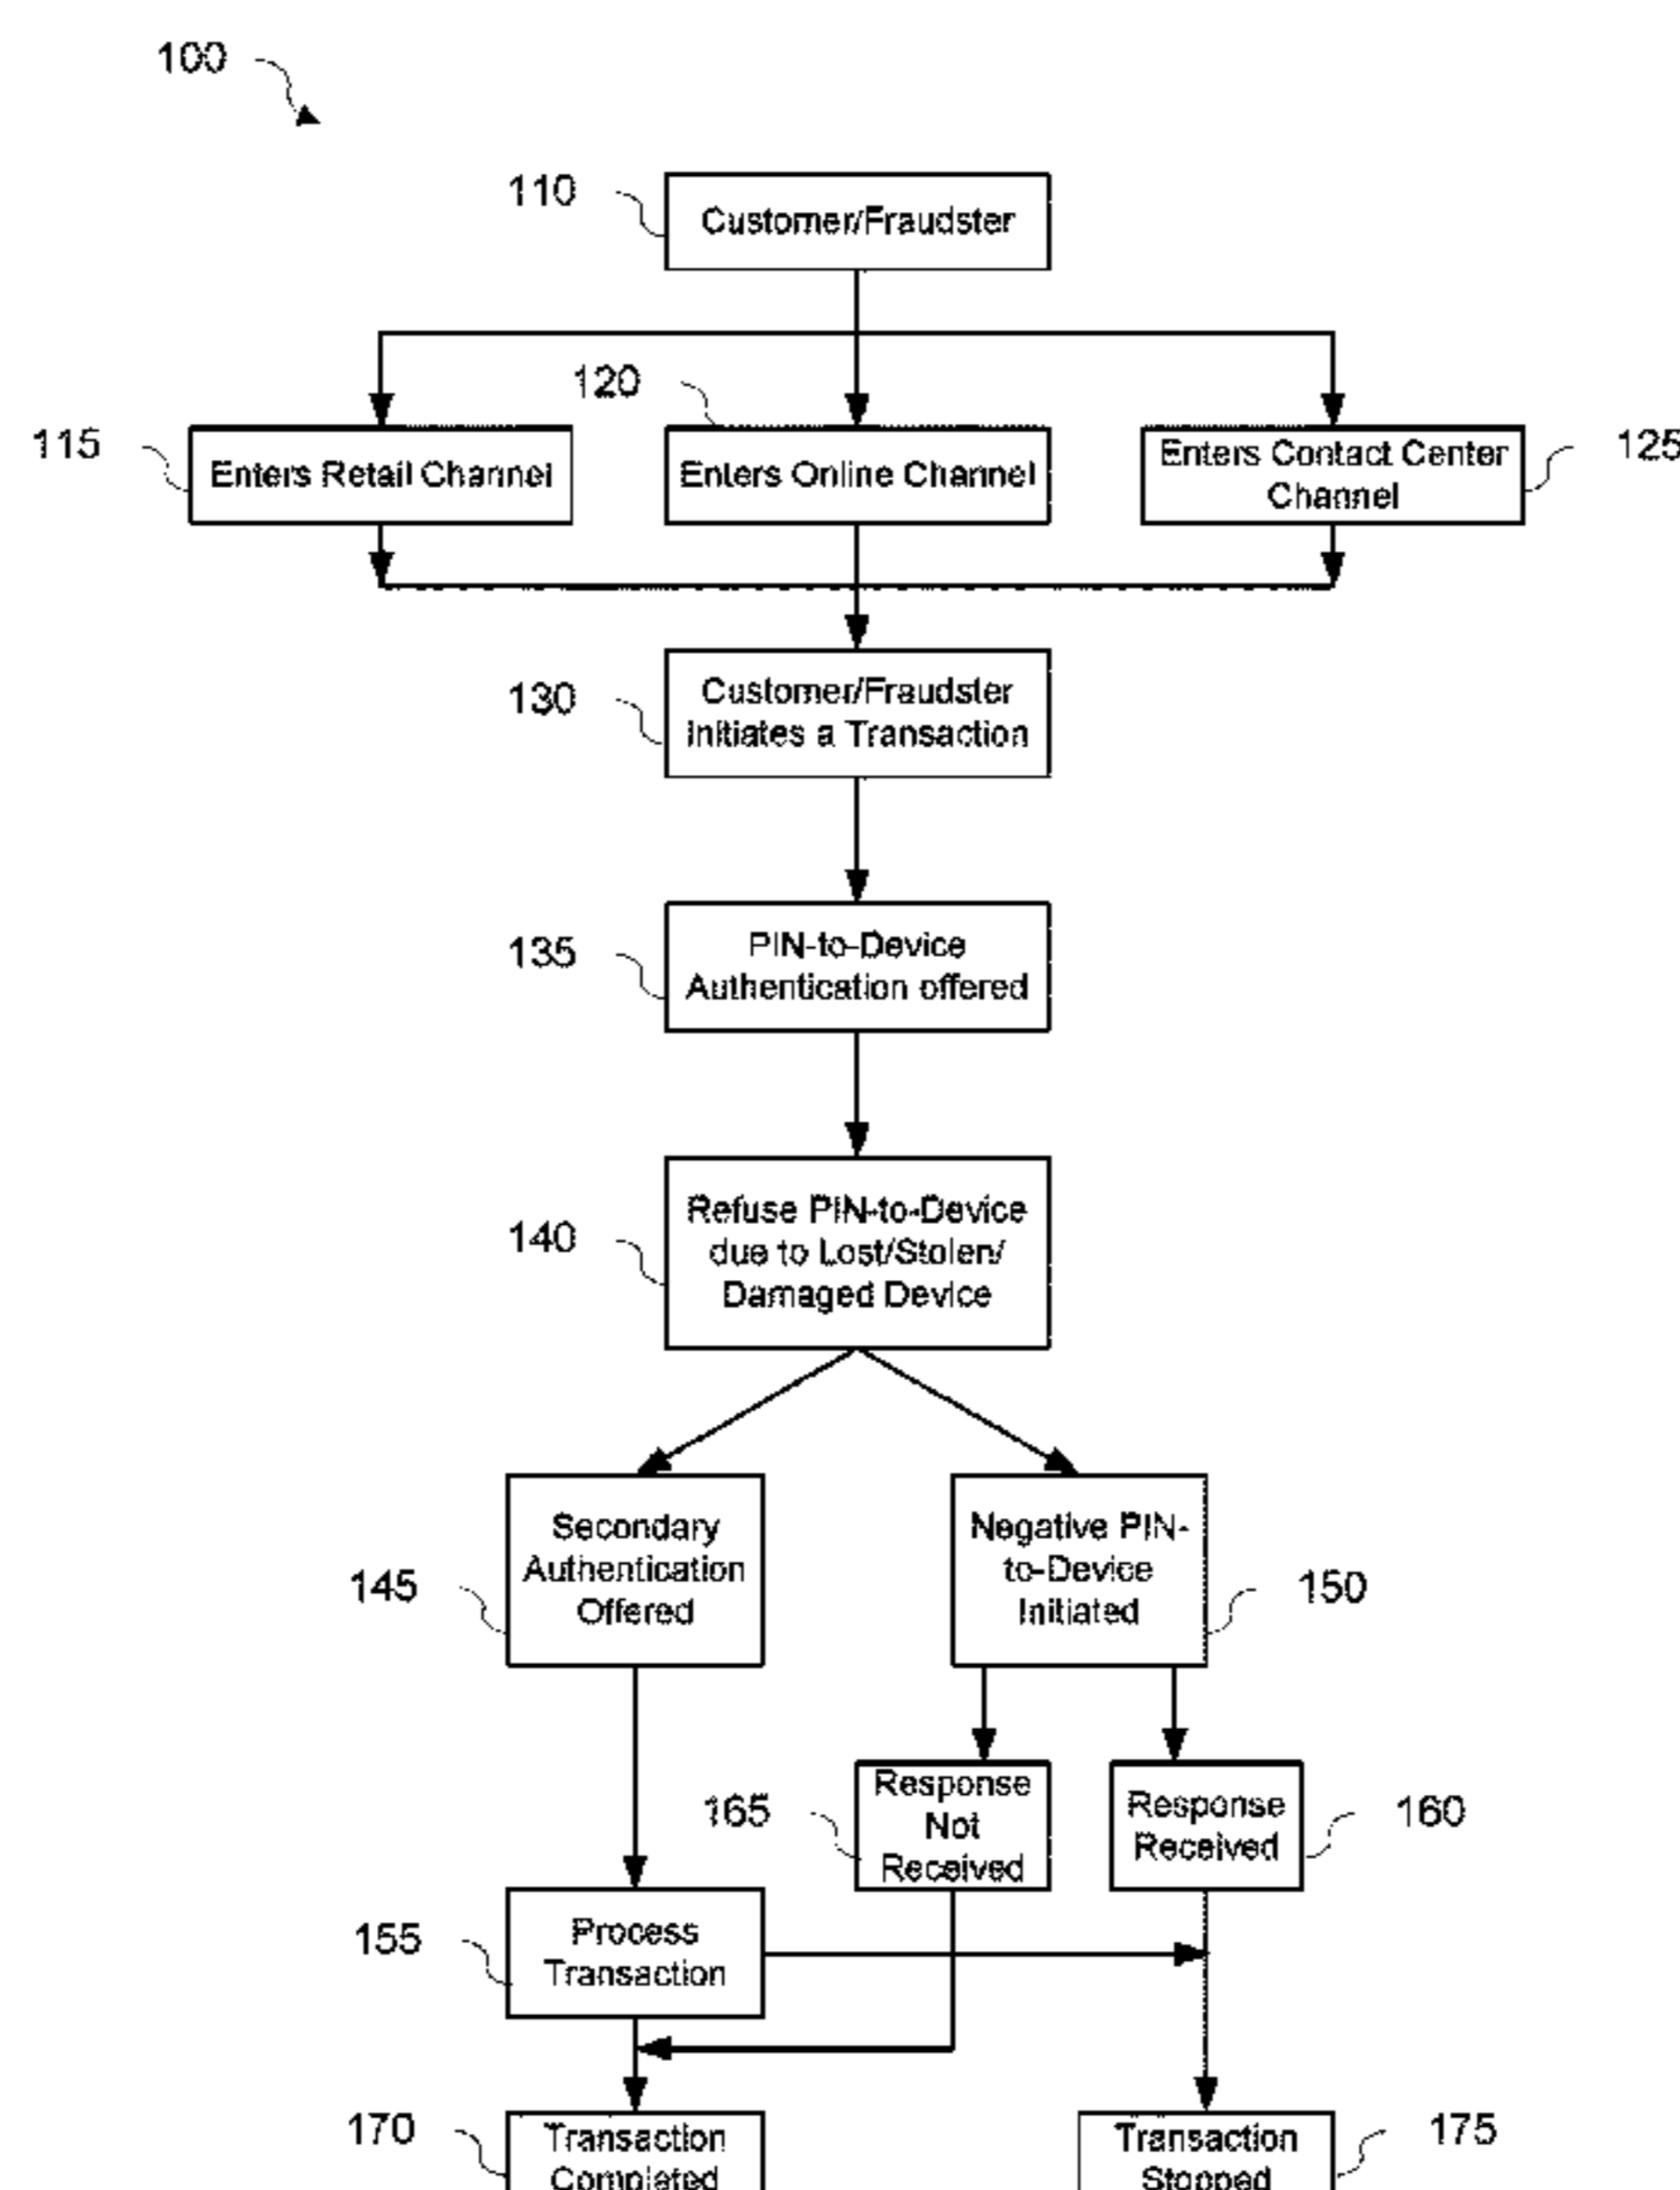 100
110
Customer/Fraudster
120
115
Enters Retail Channel
Enters Online Channel
Enters Contact Center
Channel
125
130
Customer/Fraudster
Initiates a Transaction
135
PIN-to-Device
Authentication offered
140
Refuse PIN-to-Device
due to Lost/Stolen/
Damaged Device
145
Secondary
Authentication
Offered
Negative PIN-
to-Device
Initiated
150
165
Response
Not
Received
Response
Received
160
155
Process
Transaction
170
Transaction
Completed
Transaction
Stopped
175